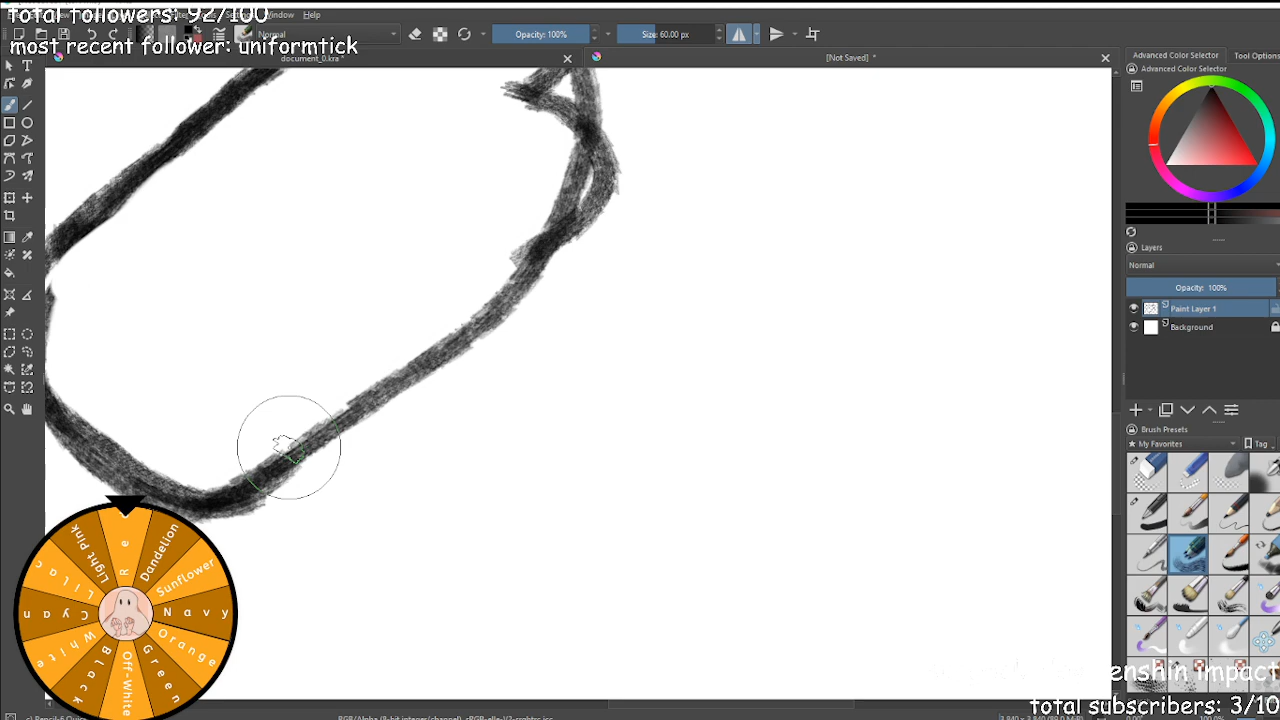 total followers: 92/100
Window Help
most recent follower: uniformtick
Normal
Opacity: 100%
Size: 60.00 px
document_0.kra *
[Not Saved] *
Advanced Color Selector
Tool Options
Advanced Color Selector
Layers
Normal
Opacity: 100%
Paint Layer 1
Background
Brush Presets
My Favorites
Tag
Red
Dandelion
Sunflower
Navy
Orange
Green
Off-White
Black
White
Cyan
Lilac
Light Pink
enshin impact
total subscribers: 3/10